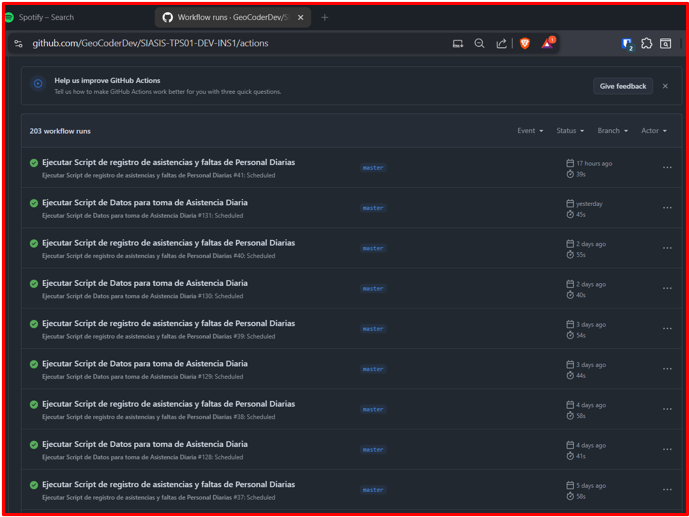 Spotify – Search
Workflow runs · GeoCoderDev/SI
github.com/GeoCoderDev/SIASIS-TPS01-DEV-INS1/actions
1
2
Help us improve GitHub Actions
Tell us how to make GitHub Actions work better for you with three quick questions.
Give feedback
203 workflow runs
Event
Status
Branch
Actor
Ejecutar Script de registro de asistencias y faltas de Personal Diarias
master
17 hours ago
Ejecutar Script de registro de asistencias y faltas de Personal Diarias #41: Scheduled
39s
Ejecutar Script de Datos para toma de Asistencia Diaria
master
yesterday
Ejecutar Script de Datos para toma de Asistencia Diaria #131: Scheduled
45s
Ejecutar Script de registro de asistencias y faltas de Personal Diarias
master
2 days ago
Ejecutar Script de registro de asistencias y faltas de Personal Diarias #40: Scheduled
55s
Ejecutar Script de Datos para toma de Asistencia Diaria
master
2 days ago
Ejecutar Script de Datos para toma de Asistencia Diaria #130: Scheduled
40s
Ejecutar Script de registro de asistencias y faltas de Personal Diarias
master
3 days ago
Ejecutar Script de registro de asistencias y faltas de Personal Diarias #39: Scheduled
54s
Ejecutar Script de Datos para toma de Asistencia Diaria
master
3 days ago
Ejecutar Script de Datos para toma de Asistencia Diaria #129: Scheduled
44s
Ejecutar Script de registro de asistencias y faltas de Personal Diarias
master
4 days ago
Ejecutar Script de registro de asistencias y faltas de Personal Diarias #38: Scheduled
58s
Ejecutar Script de Datos para toma de Asistencia Diaria
master
4 days ago
Ejecutar Script de Datos para toma de Asistencia Diaria #128: Scheduled
41s
Ejecutar Script de registro de asistencias y faltas de Personal Diarias
master
5 days ago
Ejecutar Script de registro de asistencias y faltas de Personal Diarias #37: Scheduled
58s